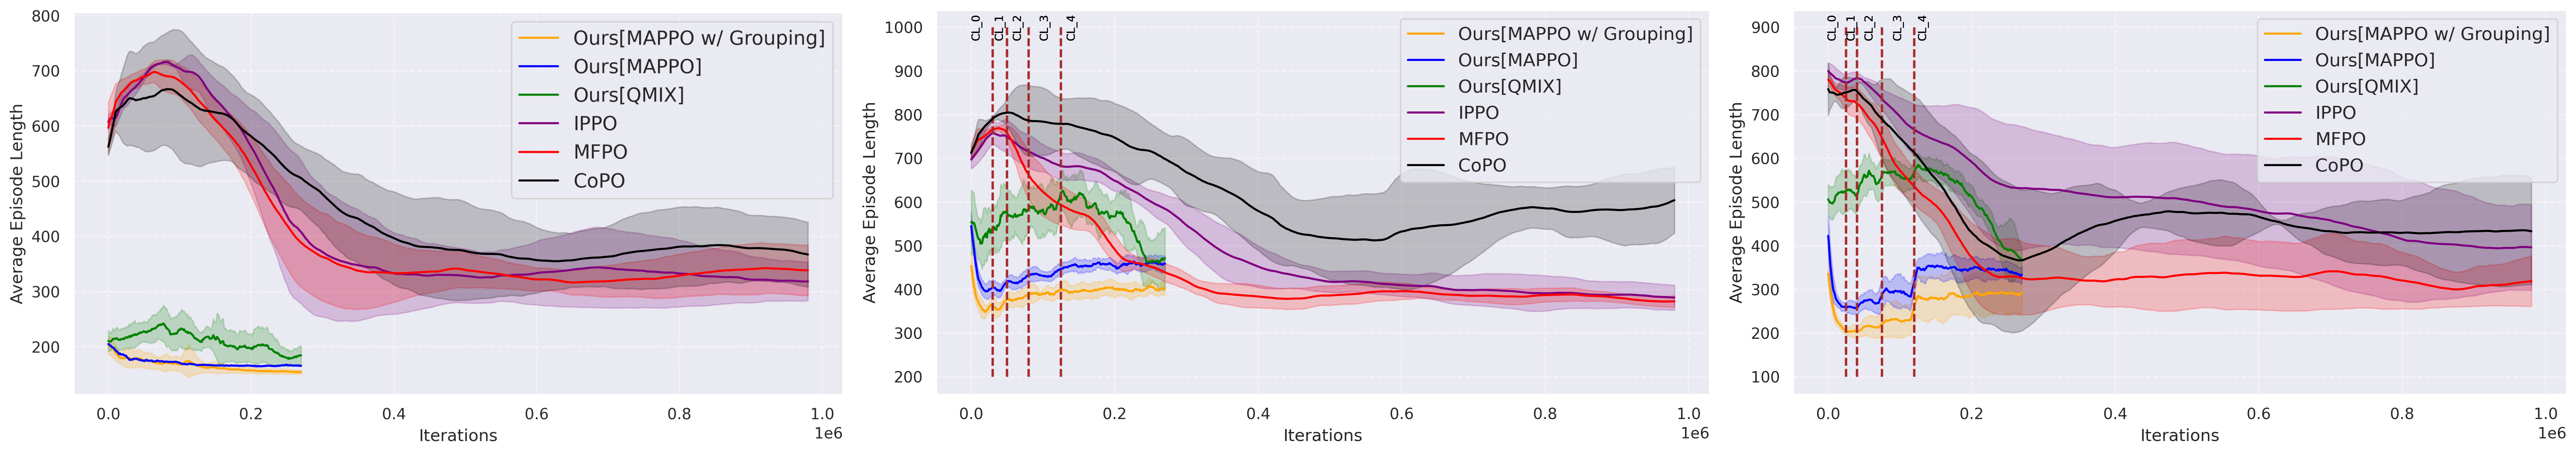 800
700
600
500
400
300
200
Average Episode Length
Ours[MAPPO w/ Grouping]
Ours[MAPPO]
Ours[QMIX]
IPPO
MFPO
CoPO
0.0 0.2 0.4 0.6 0.8 1.0
Iterations
1e6
CL_0 CL_1 CL_2 CL_3 CL_4
1000
900
800
700
600
500
400
300
200
Average Episode Length
Ours[MAPPO w/ Grouping]
Ours[MAPPO]
Ours[QMIX]
IPPO
MFPO
CoPO
0.0 0.2 0.4 0.6 0.8 1.0
Iterations
1e6
CL_0 CL_1 CL_2 CL_3 CL_4
900
800
700
600
500
400
300
200
100
Average Episode Length
Ours[MAPPO w/ Grouping]
Ours[MAPPO]
Ours[QMIX]
IPPO
MFPO
CoPO
0.0 0.2 0.4 0.6 0.8 1.0
Iterations
1e6